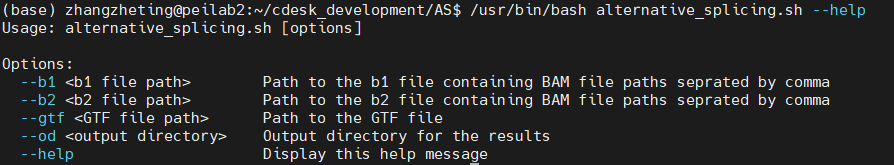 (base) zhangzheting@peilab2:~/cdesk_development/AS$ /usr/bin/bash alternative_splicing.sh --help
Usage: alternative_splicing.sh [options]
Options:
--b1 <b1 file path> Path to the b1 file containing BAM file paths seprated by comma
--b2 <b2 file path> Path to the b2 file containing BAM file paths seprated by comma
--gtf <GTF file path> Path to the GTF file
--od <output directory> Output directory for the results
--help Display this help message